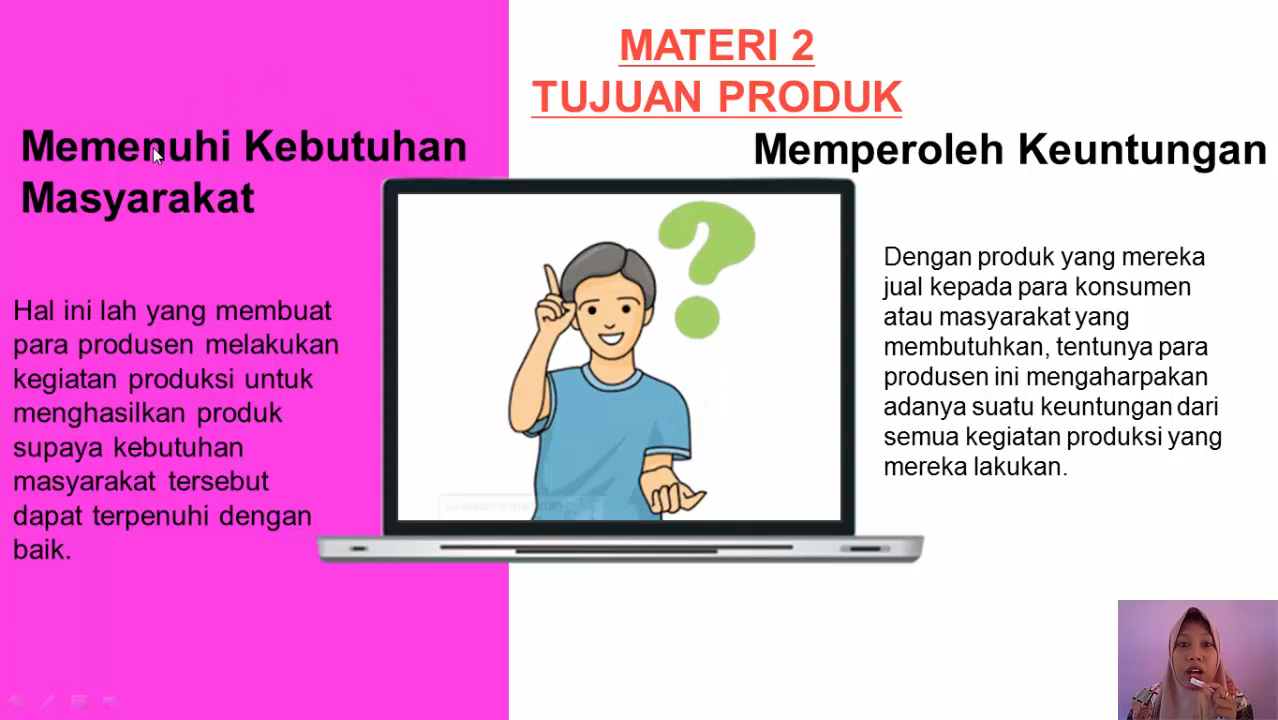 MATERI 2
TUJUAN PRODUK
Memenuhi Kebutuhan
Masyarakat
Hal ini lah yang membuat
para produsen melakukan
kegiatan produksi untuk
menghasilkan produk
supaya kebutuhan
masyarakat tersebut
dapat terpenuhi dengan
baik.
Memperoleh Keuntungan
Dengan produk yang mereka
jual kepada para konsumen
atau masyarakat yang
membutuhkan, tentunya para
produsen ini mengaharpakan
adanya suatu keuntungan dari
semua kegiatan produksi yang
mereka lakukan.